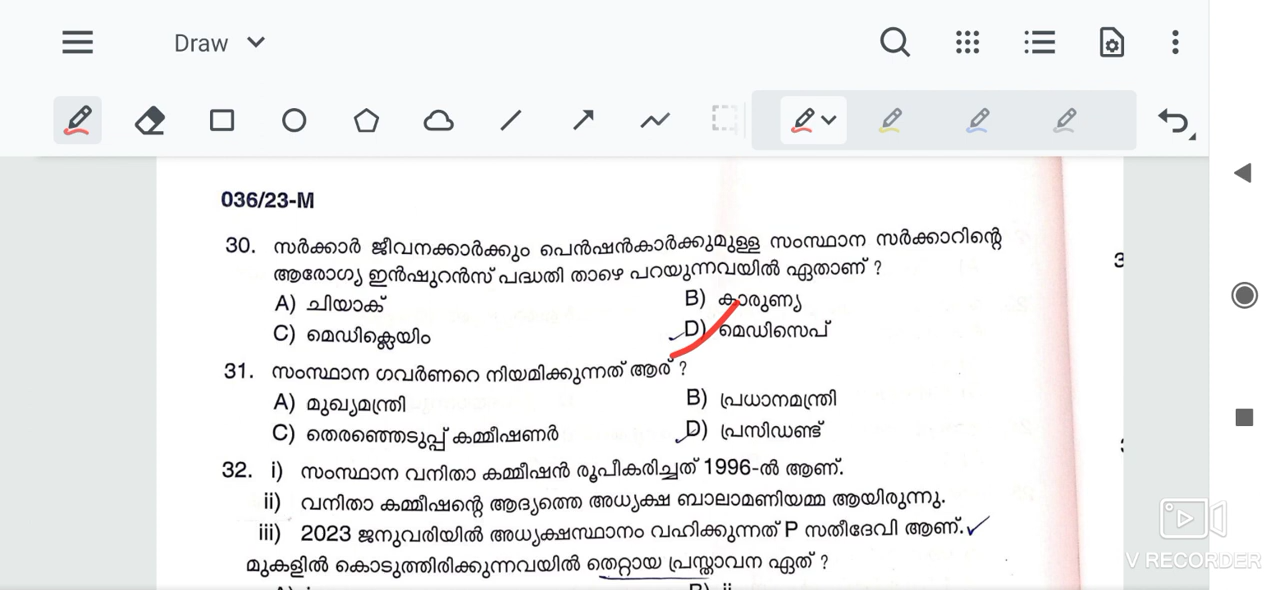 Draw
036/23-M
30. സർക്കാർ ജീവനക്കാർക്കും പെൻഷൻകാർക്കുമുള്ള സംസ്ഥാന സർക്കാറിന്റെ
ആരോഗ്യ ഇൻഷുറൻസ് പദ്ധതി താഴെ പറയുന്നവയിൽ ഏതാണ് ?
A) ചിയാക് B) കാരുണ്യ
C) മെഡിക്ലെയിം D) മെഡിസെപ്
31. സംസ്ഥാന ഗവർണറെ നിയമിക്കുന്നത് ആര് ?
A) മുഖ്യമന്ത്രി B) പ്രധാനമന്ത്രി
C) തെരഞ്ഞെടുപ്പ് കമ്മീഷണർ D) പ്രസിഡണ്ട്
32. i) സംസ്ഥാന വനിതാ കമ്മീഷൻ രൂപീകരിച്ചത് 1996-ൽ ആണ്.
ii) വനിതാ കമ്മീഷന്റെ ആദ്യത്തെ അധ്യക്ഷ ബാലാമണിയമ്മ ആയിരുന്നു.
iii) 2023 ജനുവരിയിൽ അധ്യക്ഷസ്ഥാനം വഹിക്കുന്നത് P സതീദേവി ആണ്.
മുകളിൽ കൊടുത്തിരിക്കുന്നവയിൽ തെറ്റായ പ്രസ്താവന ഏത് ?
V RECORDER